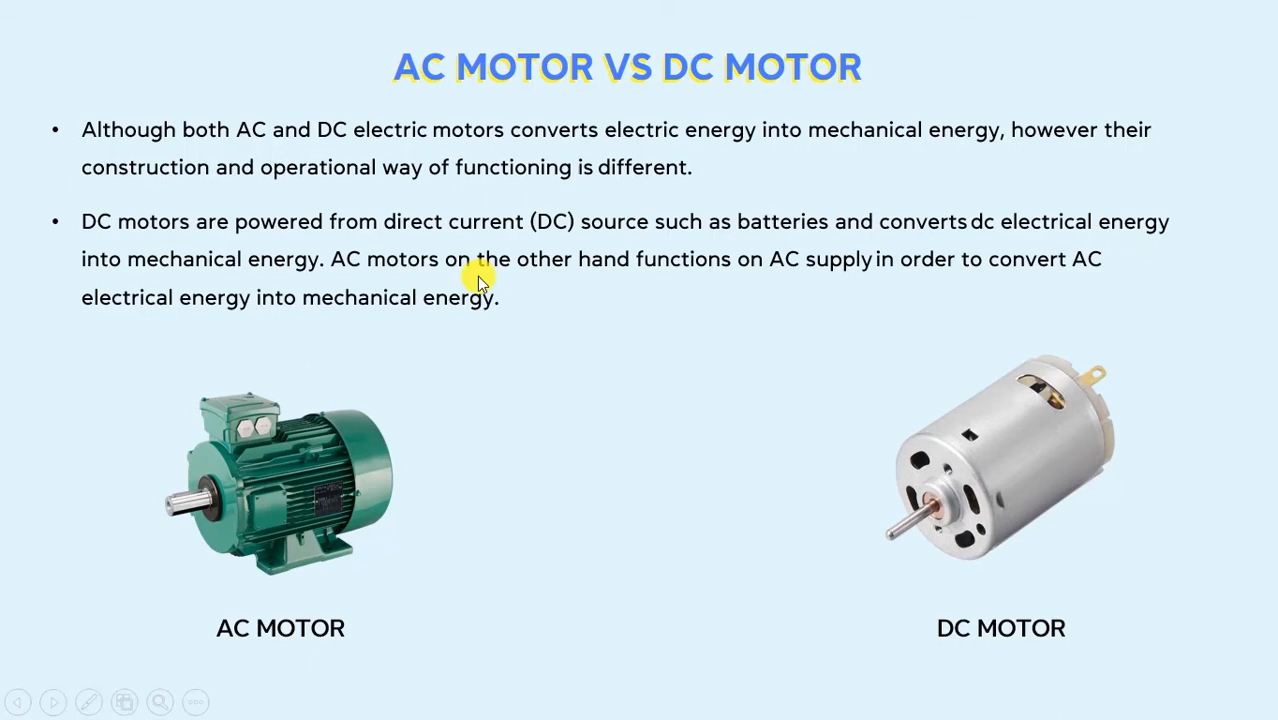 AC MOTOR VS DC MOTOR
• Although both AC and DC electric motors converts electric energy into mechanical energy, however their
construction and operational way of functioning is different.
• DC motors are powered from direct current (DC) source such as batteries and converts dc electrical energy
into mechanical energy. AC motors on the other hand functions on AC supply in order to convert AC
electrical energy into mechanical energy.
AC MOTOR
DC MOTOR